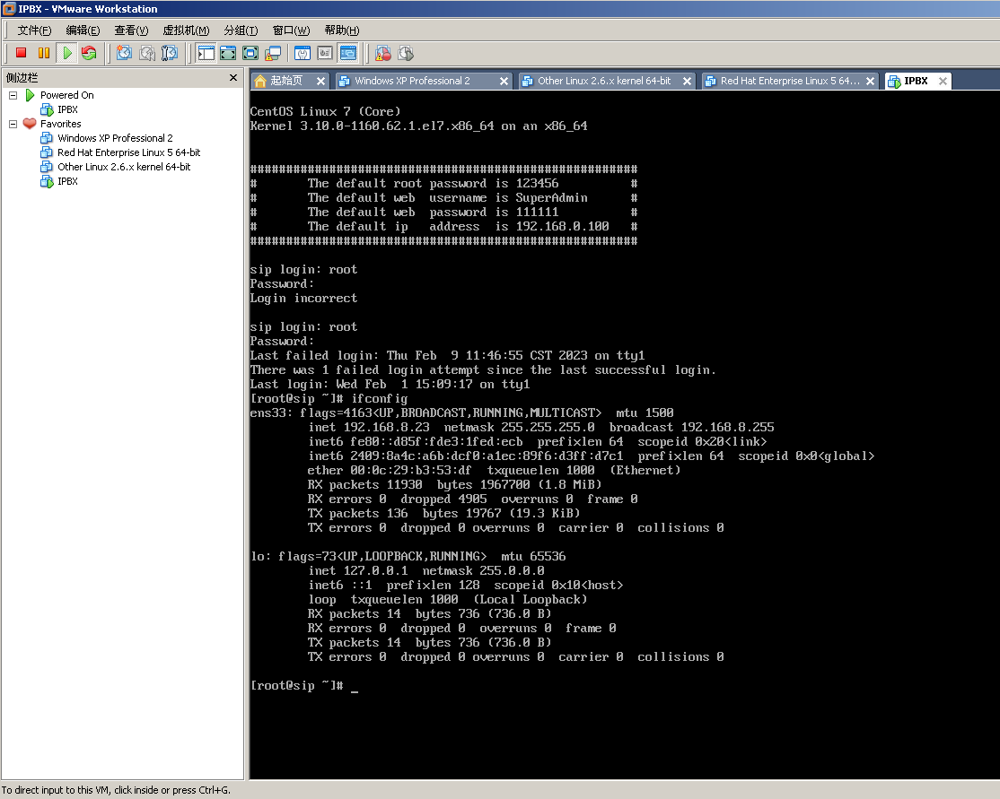 IPBX - VMware Workstation
文件(F) 编辑(E) 查看(V) 虚拟机(M) 分组(T) 窗口(W) 帮助(H)
侧边栏
Powered On
IPBX
Favorites
Windows XP Professional 2
Red Hat Enterprise Linux 5 64-bit
Other Linux 2.6.x kernel 64-bit
IPBX
起始页 Windows XP Professional 2 Other Linux 2.6.x kernel 64-bit Red Hat Enterprise Linux 5 64... IPBX
CentOS Linux 7 (Core)
Kernel 3.10.0-1160.62.1.el7.x86_64 on an x86_64
######################################################
#       The default root password is 123456          #
#       The default web  username is SuperAdmin      #
#       The default web  password is 111111          #
#       The default ip   address  is 192.168.0.100   #
######################################################
sip login: root
Password:
Login incorrect
sip login: root
Password:
Last failed login: Thu Feb  9 11:46:55 CST 2023 on tty1
There was 1 failed login attempt since the last successful login.
Last login: Wed Feb  1 15:09:17 on tty1
[root@sip ~]# ifconfig
ens33: flags=4163<UP,BROADCAST,RUNNING,MULTICAST>  mtu 1500
        inet 192.168.8.23  netmask 255.255.255.0  broadcast 192.168.8.255
        inet6 fe80::d85f:fde3:1fed:ecb  prefixlen 64  scopeid 0x20<link>
        inet6 2409:8a4c:a6b:dcf0:a1ec:89f6:d3ff:d7c1  prefixlen 64  scopeid 0x0<global>
        ether 00:0c:29:b3:53:df  txqueuelen 1000  (Ethernet)
        RX packets 11930  bytes 1967700 (1.8 MiB)
        RX errors 0  dropped 4905  overruns 0  frame 0
        TX packets 136  bytes 19767 (19.3 KiB)
        TX errors 0  dropped 0 overruns 0  carrier 0  collisions 0
lo: flags=73<UP,LOOPBACK,RUNNING>  mtu 65536
        inet 127.0.0.1  netmask 255.0.0.0
        inet6 ::1  prefixlen 128  scopeid 0x10<host>
        loop  txqueuelen 1000  (Local Loopback)
        RX packets 14  bytes 736 (736.0 B)
        RX errors 0  dropped 0  overruns 0  frame 0
        TX packets 14  bytes 736 (736.0 B)
        TX errors 0  dropped 0 overruns 0  carrier 0  collisions 0
[root@sip ~]# _
To direct input to this VM, click inside or press Ctrl+G.